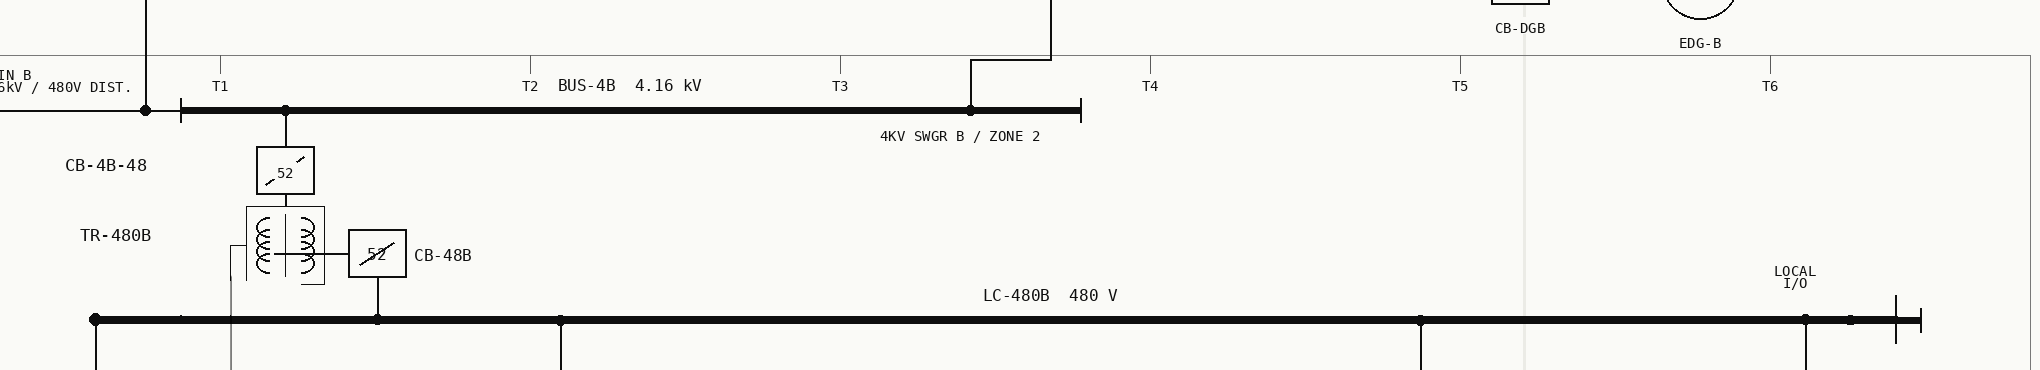 CB-DGB
EDG-B
IN B
6kV / 480V DIST.
T1
T2
BUS-4B  4.16 kV
T3
T4
T5
T6
4KV SWGR B / ZONE 2
CB-4B-48
52
TR-480B
52
CB-48B
LC-480B  480 V
LOCAL
I/O